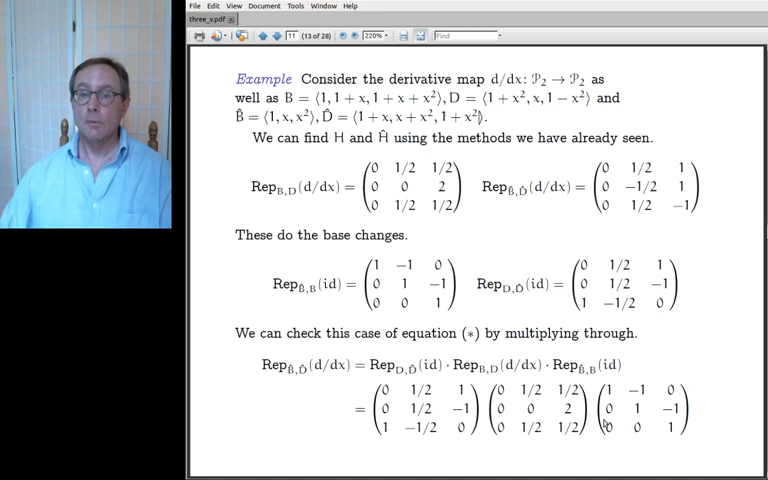 File Edit View Document Tools Window Help
three_v.pdf
11 (13 of 28) 220% Find
Example Consider the derivative map d/dx: 𝒫₂ → 𝒫₂ as
well as B = ⟨1, 1 + x, 1 + x + x²⟩, D = ⟨1 + x², x, 1 − x²⟩ and
B̂ = ⟨1, x, x²⟩, D̂ = ⟨1 + x, x + x², 1 + x²⟩.
We can find H and Ĥ using the methods we have already seen.
Rep_{B,D}(d/dx) = (0 1/2 1/2; 0 0 2; 0 1/2 1/2) Rep_{B̂,D̂}(d/dx) = (0 1/2 1; 0 −1/2 1; 0 1/2 −1)
These do the base changes.
Rep_{B̂,B}(id) = (1 −1 0; 0 1 −1; 0 0 1) Rep_{D,D̂}(id) = (0 1/2 1; 0 1/2 −1; 1 −1/2 0)
We can check this case of equation (∗) by multiplying through.
Rep_{B̂,D̂}(d/dx) = Rep_{D,D̂}(id) · Rep_{B,D}(d/dx) · Rep_{B̂,B}(id)
= (0 1/2 1; 0 1/2 −1; 1 −1/2 0) (0 1/2 1/2; 0 0 2; 0 1/2 1/2) (1 −1 0; 0 1 −1; 0 0 1)